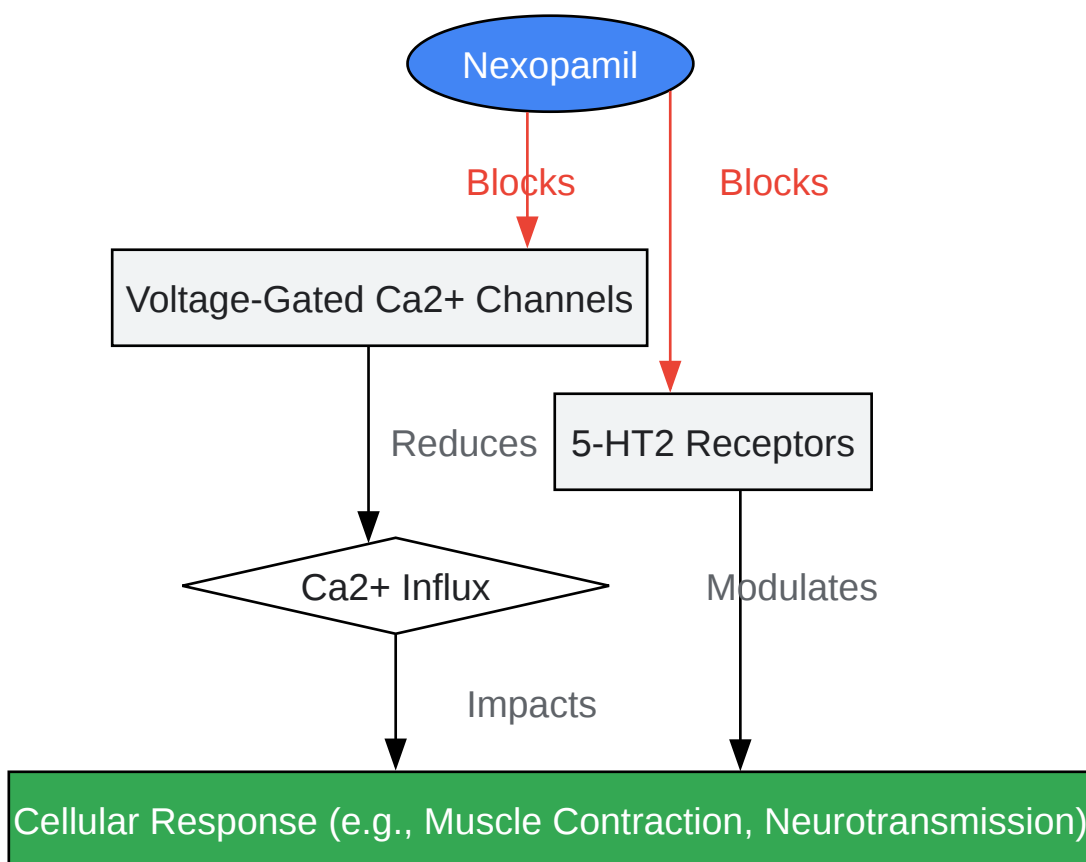 Nexopamil
Blocks
Blocks
Voltage-Gated Ca2+ Channels
Reduces
5-HT2 Receptors
Ca2+ Influx
Modulates
Impacts
Cellular Response (e.g., Muscle Contraction, Neurotransmission)